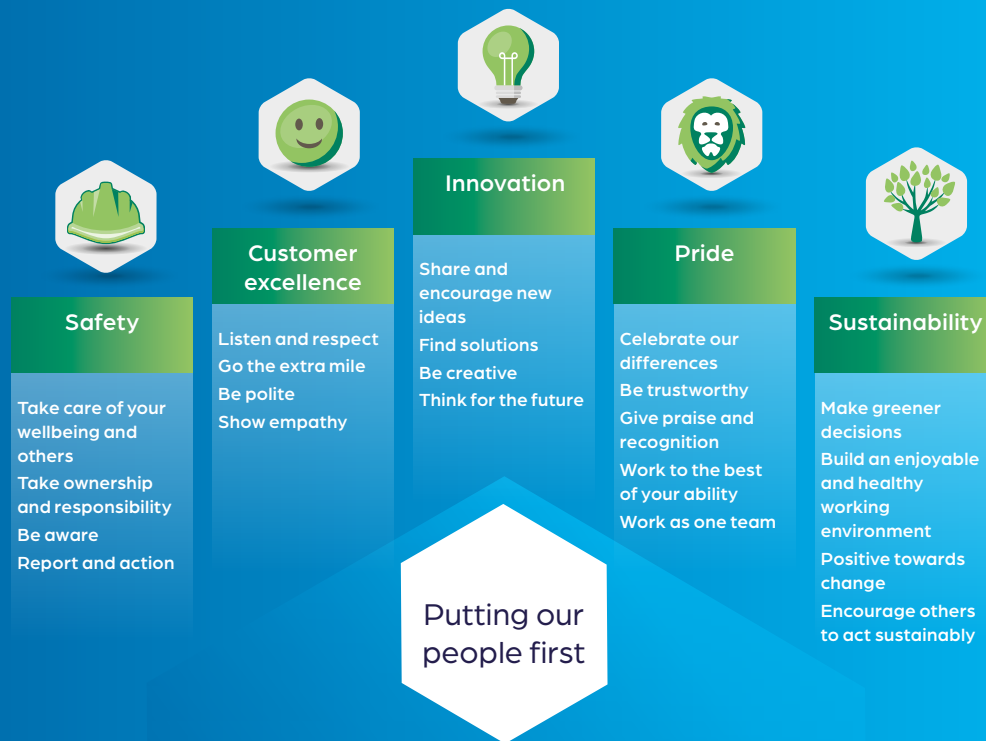 Safety
Take care of your
wellbeing and
others
Take ownership
and responsibility
Be aware
Report and action
Customer
excellence
Listen and respect
Go the extra mile
Be polite
Show empathy
Innovation
Share and
encourage new
ideas
Find solutions
Be creative
Think for the future
Pride
Celebrate our
differences
Be trustworthy
Give praise and
recognition
Work to the best
of your ability
Work as one team
Sustainability
Make greener
decisions
Build an enjoyable
and healthy
working
environment
Positive towards
change
Encourage others
to act sustainably
Putting our
people first